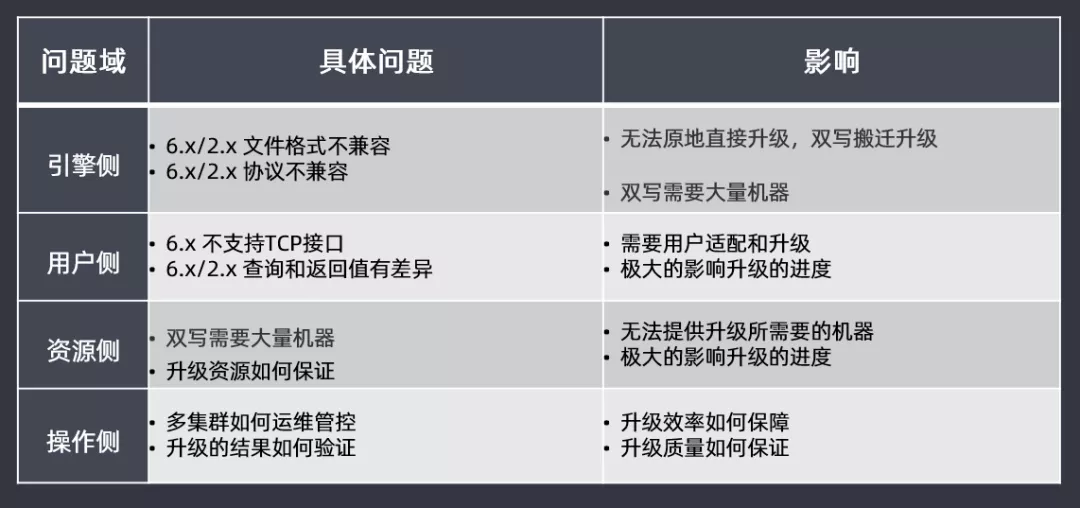 问题域
具体问题
影响
引擎侧
• 6.x/2.x 文件格式不兼容
• 6.x/2.x 协议不兼容
• 无法原地直接升级，双写搬迁升级
• 双写需要大量机器
用户侧
• 6.x 不支持TCP接口
• 6.x/2.x 查询和返回值有差异
• 需要用户适配和升级
• 极大的影响升级的进度
资源侧
• 双写需要大量机器
• 升级资源如何保证
• 无法提供升级所需要的机器
• 极大的影响升级的进度
操作侧
• 多集群如何运维管控
• 升级的结果如何验证
• 升级效率如何保障
• 升级质量如何保证